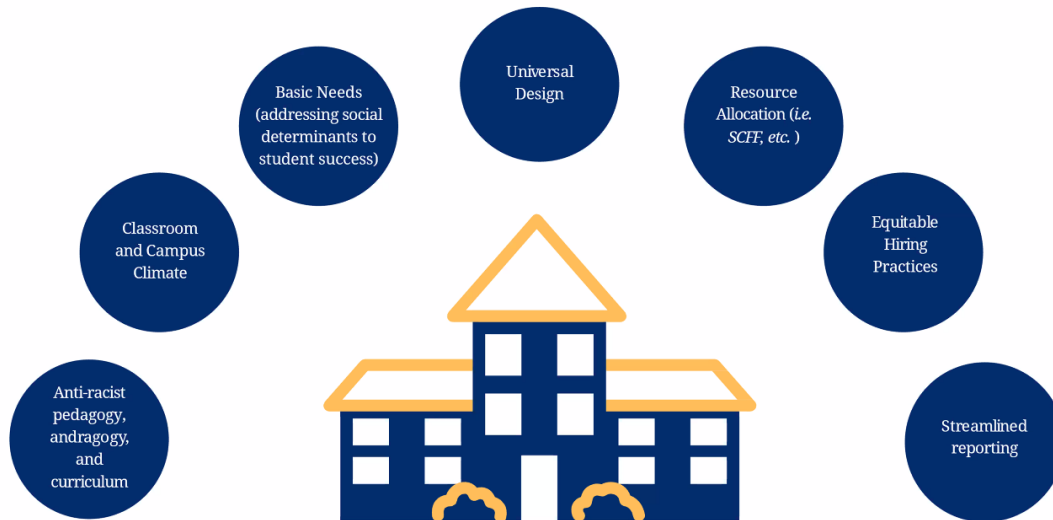 Universal
Design
Basic Needs
(addressing social
determinants to
student success)
Resource
Allocation (i.e.
SCFF, etc. )
Classroom
and Campus
Climate
Equitable
Hiring
Practices
Anti-racist
pedagogy,
andragogy,
and
curriculum
Streamlined
reporting